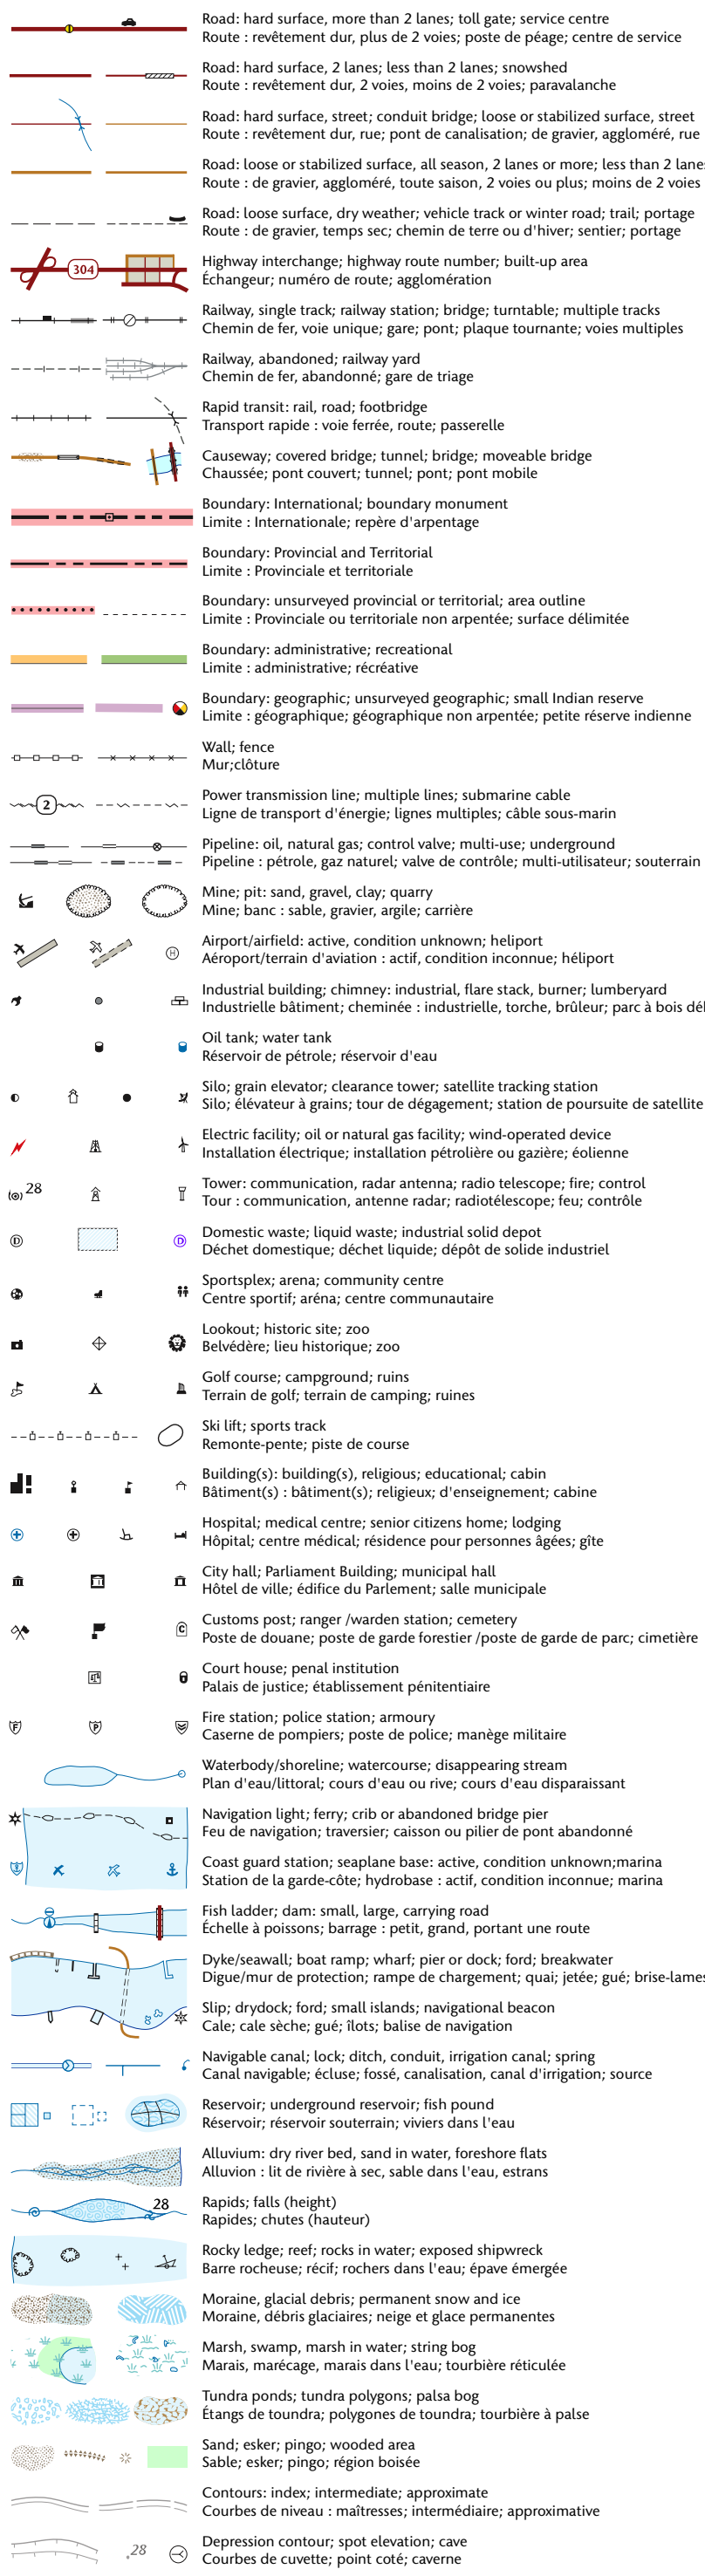 Road: hard surface, more than 2 lanes; toll gate; service centre
Route : revêtement dur, plus de 2 voies; poste de péage; centre de service
Road: hard surface, 2 lanes; less than 2 lanes; snowshed
Route : revêtement dur, 2 voies, moins de 2 voies; paravalanche
Road: hard surface, street; conduit bridge; loose or stabilized surface, street
Route : revêtement dur, rue; pont de canalisation; de gravier, aggloméré, rue
Road: loose or stabilized surface, all season, 2 lanes or more; less than 2 lane
Route : de gravier, aggloméré, toute saison, 2 voies ou plus; moins de 2 voies
Road: loose surface, dry weather; vehicle track or winter road; trail; portage
Route : de gravier, temps sec; chemin de terre ou d'hiver; sentier; portage
304
Highway interchange; highway route number; built-up area
Échangeur; numéro de route; agglomération
Railway, single track; railway station; bridge; turntable; multiple tracks
Chemin de fer, voie unique; gare; pont; plaque tournante; voies multiples
Railway, abandoned; railway yard
Chemin de fer, abandonné; gare de triage
Rapid transit: rail, road; footbridge
Transport rapide : voie ferrée, route; passerelle
Causeway; covered bridge; tunnel; bridge; moveable bridge
Chaussée; pont couvert; tunnel; pont; pont mobile
Boundary: International; boundary monument
Limite : Internationale; repère d'arpentage
Boundary: Provincial and Territorial
Limite : Provinciale et territoriale
Boundary: unsurveyed provincial or territorial; area outline
Limite : Provinciale ou territoriale non arpentée; surface délimitée
Boundary: administrative; recreational
Limite : administrative; récréative
Boundary: geographic; unsurveyed geographic; small Indian reserve
Limite : géographique; géographique non arpentée; petite réserve indienne
Wall; fence
Mur;clôture
2
Power transmission line; multiple lines; submarine cable
Ligne de transport d'énergie; lignes multiples; câble sous-marin
Pipeline: oil, natural gas; control valve; multi-use; underground
Pipeline : pétrole, gaz naturel; valve de contrôle; multi-utilisateur; souterrain
Mine; pit: sand, gravel, clay; quarry
Mine; banc : sable, gravier, argile; carrière
H
Airport/airfield: active, condition unknown; heliport
Aéroport/terrain d'aviation : actif, condition inconnue; héliport
Industrial building; chimney: industrial, flare stack, burner; lumberyard
Industrielle bâtiment; cheminée : industrielle, torche, brûleur; parc à bois dé
Oil tank; water tank
Réservoir de pétrole; réservoir d'eau
Silo; grain elevator; clearance tower; satellite tracking station
Silo; élévateur à grains; tour de dégagement; station de poursuite de satellite
Electric facility; oil or natural gas facility; wind-operated device
Installation électrique; installation pétrolière ou gazière; éolienne
28
Tower: communication, radar antenna; radio telescope; fire; control
Tour : communication, antenne radar; radiotélescope; feu; contrôle
D D
Domestic waste; liquid waste; industrial solid depot
Déchet domestique; déchet liquide; dépôt de solide industriel
Sportsplex; arena; community centre
Centre sportif; aréna; centre communautaire
Lookout; historic site; zoo
Belvédère; lieu historique; zoo
Golf course; campground; ruins
Terrain de golf; terrain de camping; ruines
Ski lift; sports track
Remonte-pente; piste de course
Building(s): building(s), religious; educational; cabin
Bâtiment(s) : bâtiment(s); religieux; d'enseignement; cabine
Hospital; medical centre; senior citizens home; lodging
Hôpital; centre médical; résidence pour personnes âgées; gîte
City hall; Parliament Building; municipal hall
Hôtel de ville; édifice du Parlement; salle municipale
C
Customs post; ranger /warden station; cemetery
Poste de douane; poste de garde forestier /poste de garde de parc; cimetière
Court house; penal institution
Palais de justice; établissement pénitentiaire
F P
Fire station; police station; armoury
Caserne de pompiers; poste de police; manège militaire
Waterbody/shoreline; watercourse; disappearing stream
Plan d'eau/littoral; cours d'eau ou rive; cours d'eau disparaissant
Navigation light; ferry; crib or abandoned bridge pier
Feu de navigation; traversier; caisson ou pilier de pont abandonné
Coast guard station; seaplane base: active, condition unknown;marina
Station de la garde-côte; hydrobase : actif, condition inconnue; marina
Fish ladder; dam: small, large, carrying road
Échelle à poissons; barrage : petit, grand, portant une route
Dyke/seawall; boat ramp; wharf; pier or dock; ford; breakwater
Digue/mur de protection; rampe de chargement; quai; jetée; gué; brise-lames
Slip; drydock; ford; small islands; navigational beacon
Cale; cale sèche; gué; îlots; balise de navigation
Navigable canal; lock; ditch, conduit, irrigation canal; spring
Canal navigable; écluse; fossé, canalisation, canal d'irrigation; source
Reservoir; underground reservoir; fish pound
Réservoir; réservoir souterrain; viviers dans l'eau
Alluvium: dry river bed, sand in water, foreshore flats
Alluvion : lit de rivière à sec, sable dans l'eau, estrans
28
Rapids; falls (height)
Rapides; chutes (hauteur)
Rocky ledge; reef; rocks in water; exposed shipwreck
Barre rocheuse; récif; rochers dans l'eau; épave émergée
Moraine, glacial debris; permanent snow and ice
Moraine, débris glaciaires; neige et glace permanentes
Marsh, swamp, marsh in water; string bog
Marais, marécage, marais dans l'eau; tourbière réticulée
Tundra ponds; tundra polygons; palsa bog
Étangs de toundra; polygones de toundra; tourbière à palse
Sand; esker; pingo; wooded area
Sable; esker; pingo; région boisée
Contours: index; intermediate; approximate
Courbes de niveau : maîtresses; intermédiaire; approximative
.28
Depression contour; spot elevation; cave
Courbes de cuvette; point coté; caverne